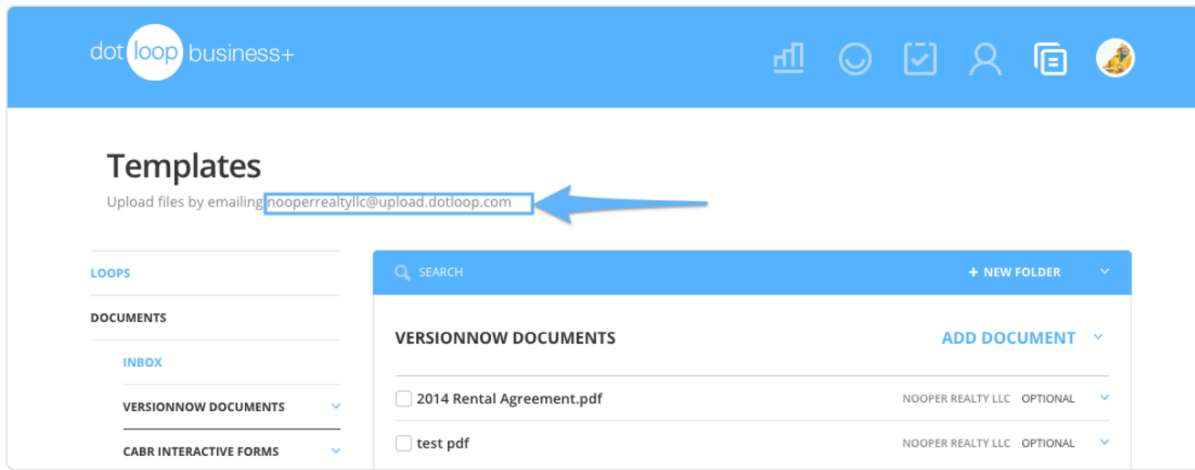 dot loop business+
Templates
Upload files by emailing nooperrealtyllc@upload.dotloop.com
LOOPS
DOCUMENTS
INBOX
VERSIONNOW DOCUMENTS
CABR INTERACTIVE FORMS
SEARCH
+ NEW FOLDER
VERSIONNOW DOCUMENTS
ADD DOCUMENT
2014 Rental Agreement.pdf NOOPER REALTY LLC OPTIONAL
test pdf NOOPER REALTY LLC OPTIONAL